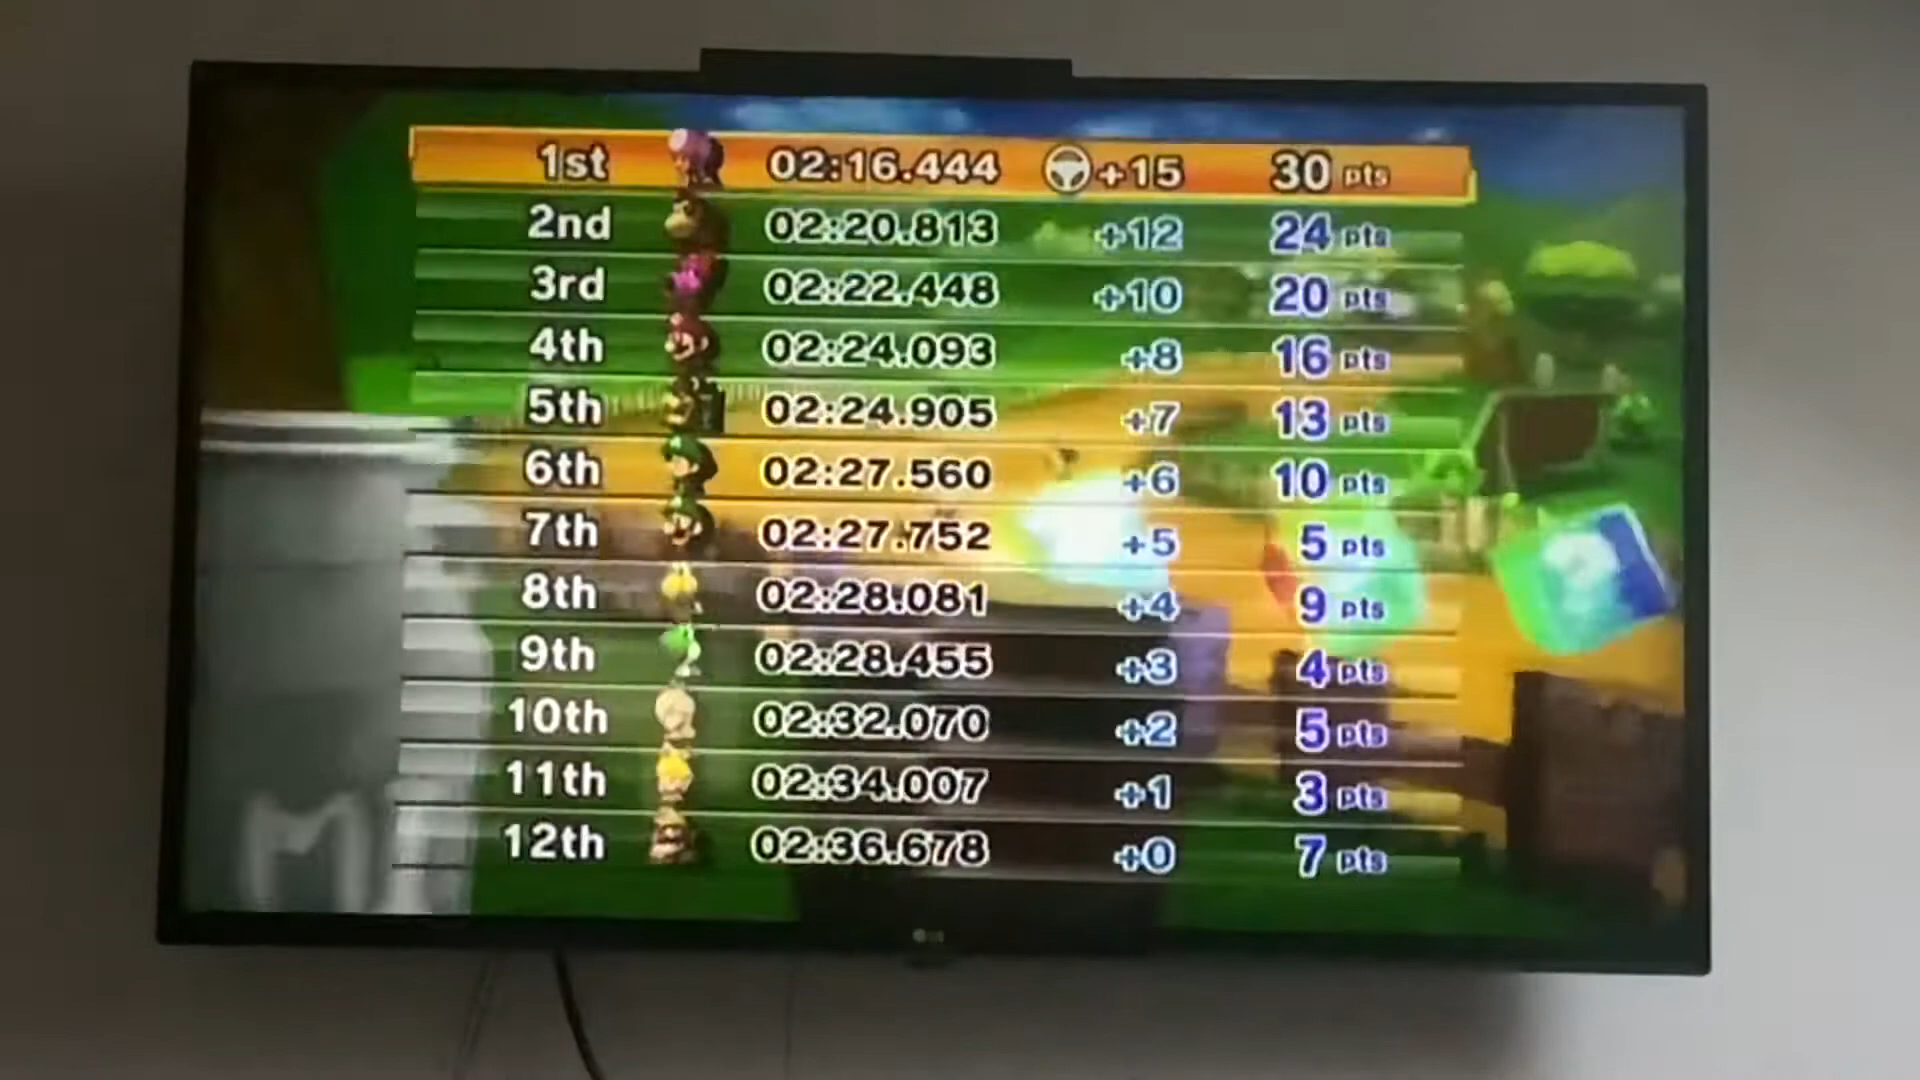 1st 02:16.444 +15 30 pts
2nd 02:20.813 +12 24 pts
3rd 02:22.448 +10 20 pts
4th 02:24.093 +8 16 pts
5th 02:24.905 +7 13 pts
6th 02:27.560 +6 10 pts
7th 02:27.752 +5 5 pts
8th 02:28.081 +4 9 pts
9th 02:28.455 +3 4 pts
10th 02:32.070 +2 5 pts
11th 02:34.007 +1 3 pts
12th 02:36.678 +0 7 pts
LG